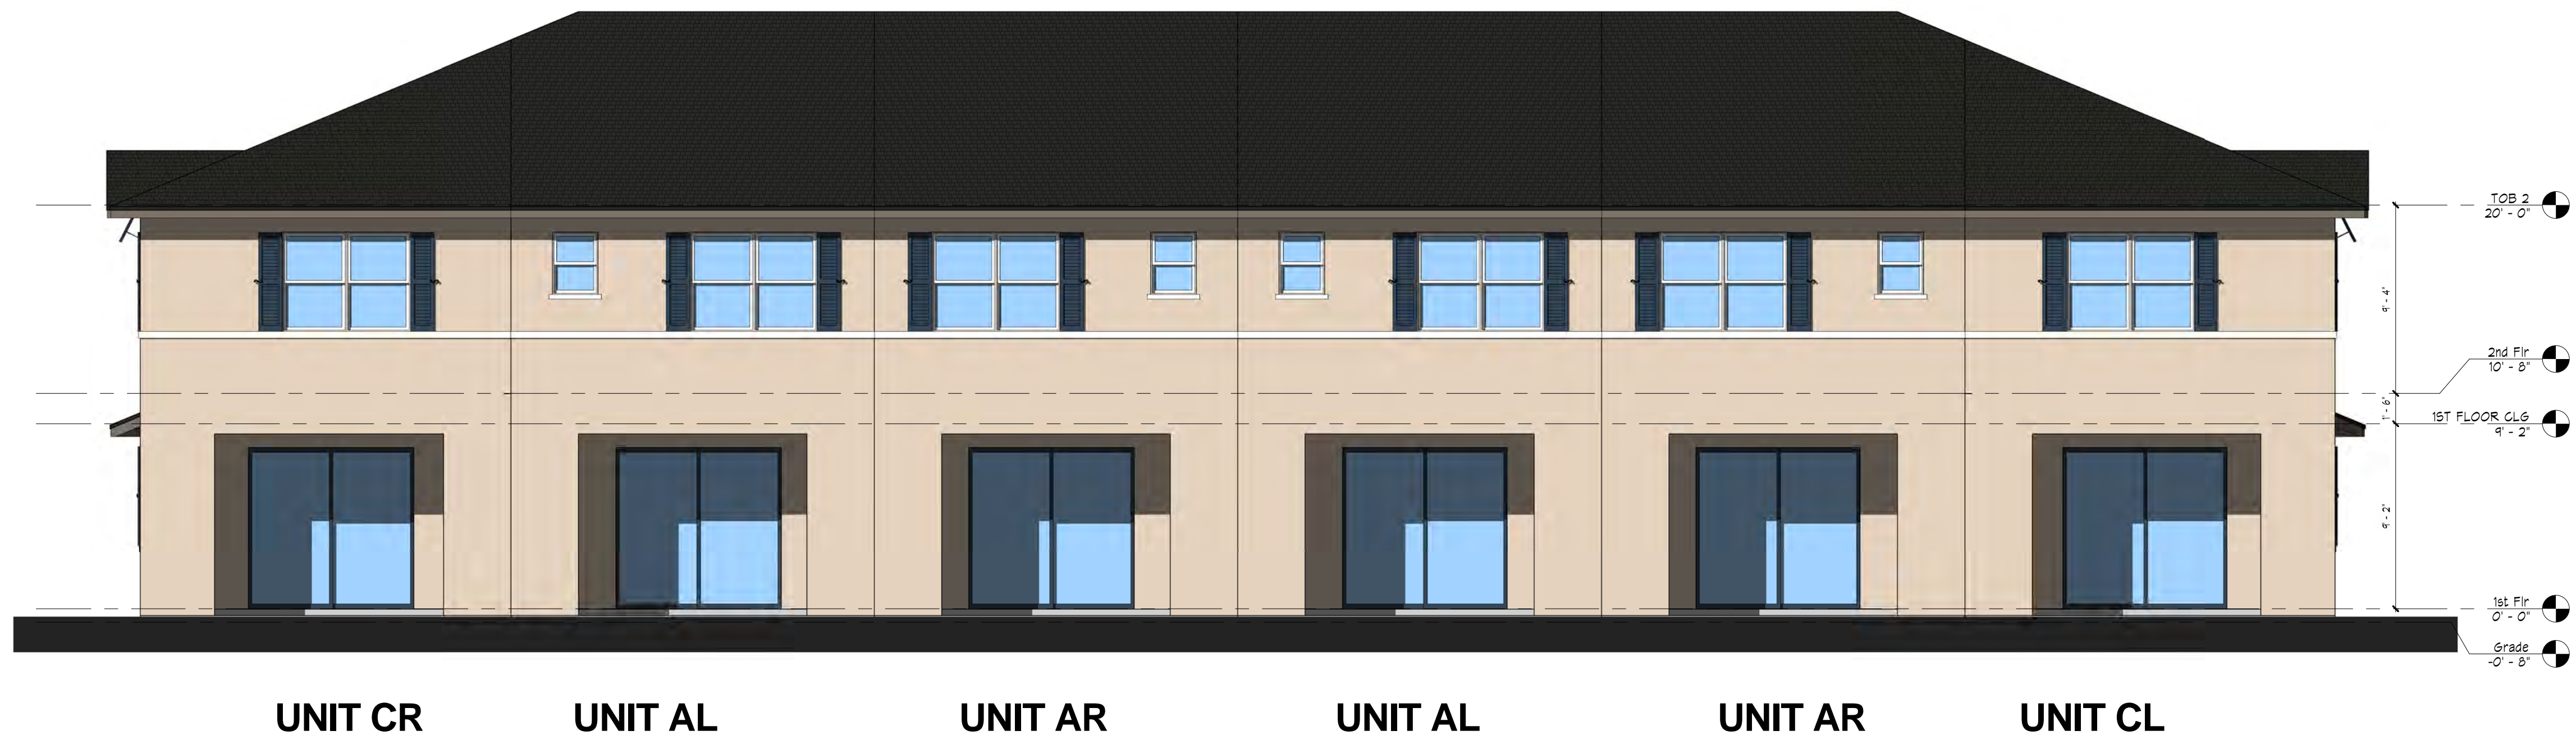 TOB 2
20' - 0"
9' - 4"
2nd Flr
10' - 8"
1' - 6"
1ST FLOOR CLG
9' - 2"
9' - 2"
1st Flr
0' - 0"
Grade
-0' - 8"
UNIT CR UNIT AL UNIT AR UNIT AL UNIT AR UNIT CL